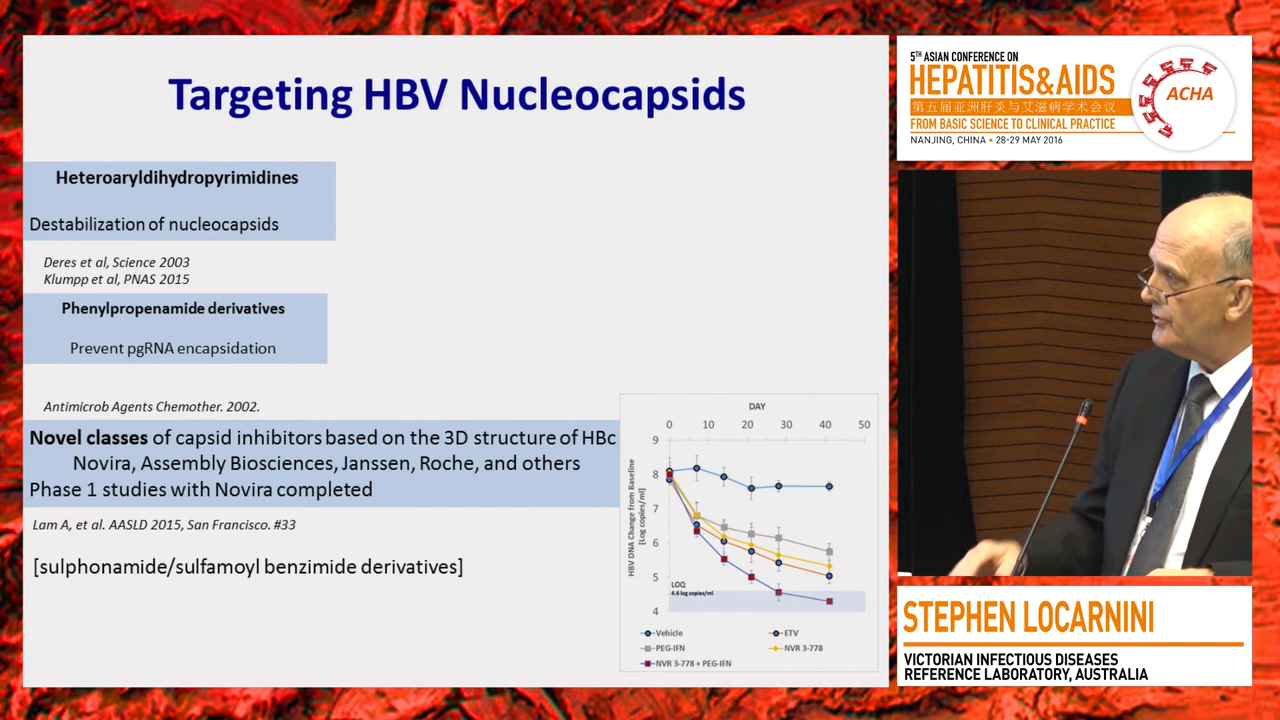 Targeting HBV Nucleocapsids
Heteroaryldihydropyrimidines
Destabilization of nucleocapsids
Deres et al, Science 2003
Klumpp et al, PNAS 2015
Phenylpropenamide derivatives
Prevent pgRNA encapsidation
Antimicrob Agents Chemother. 2002.
Novel classes of capsid inhibitors based on the 3D structure of HBc
Novira, Assembly Biosciences, Janssen, Roche, and others
Phase 1 studies with Novira completed
Lam A, et al. AASLD 2015, San Francisco. #33
[sulphonamide/sulfamoyl benzimide derivatives]
DAY
0 10 20 30 40 50
HBV DNA Change from Baseline
[Log copies/ml]
9
8
7
6
5
4
LOQ
4.6 log copies/ml
Vehicle ETV
PEG-IFN NVR 3-778
NVR 3-778 + PEG-IFN
5TH ASIAN CONFERENCE ON
HEPATITIS&AIDS
第五届亚洲肝炎与艾滋病学术会议
FROM BASIC SCIENCE TO CLINICAL PRACTICE
NANJING, CHINA • 28-29 MAY 2016
ACHA
STEPHEN LOCARNINI
VICTORIAN INFECTIOUS DISEASES
REFERENCE LABORATORY, AUSTRALIA